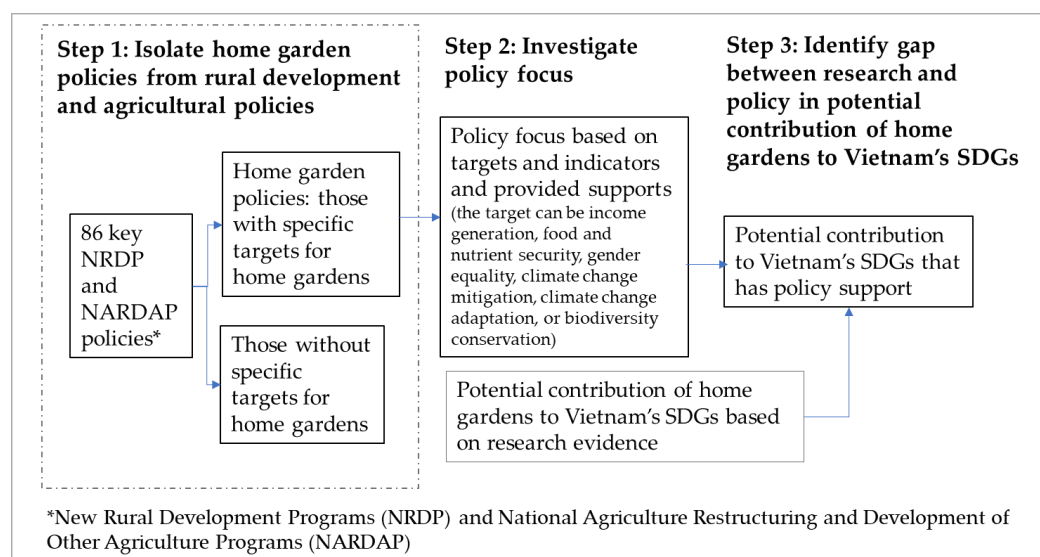 Step 1: Isolate home garden
policies from rural development
and agricultural policies
86 key
NRDP
and
NARDAP
policies*
Home garden
policies: those
with specific
targets for
home gardens
Those without
specific
targets for
home gardens
Step 2: Investigate
policy focus
Policy focus based on
targets and indicators
and provided supports
(the target can be income
generation, food and
nutrient security, gender
equality, climate change
mitigation, climate change
adaptation, or biodiversity
conservation)
Potential contribution of home
gardens to Vietnam’s SDGs based
on research evidence
Step 3: Identify gap
between research and
policy in potential
contribution of home
gardens to Vietnam’s SDGs
Potential contribution
to Vietnam’s SDGs that
has policy support
*New Rural Development Programs (NRDP) and National Agriculture Restructuring and Development of
Other Agriculture Programs (NARDAP)